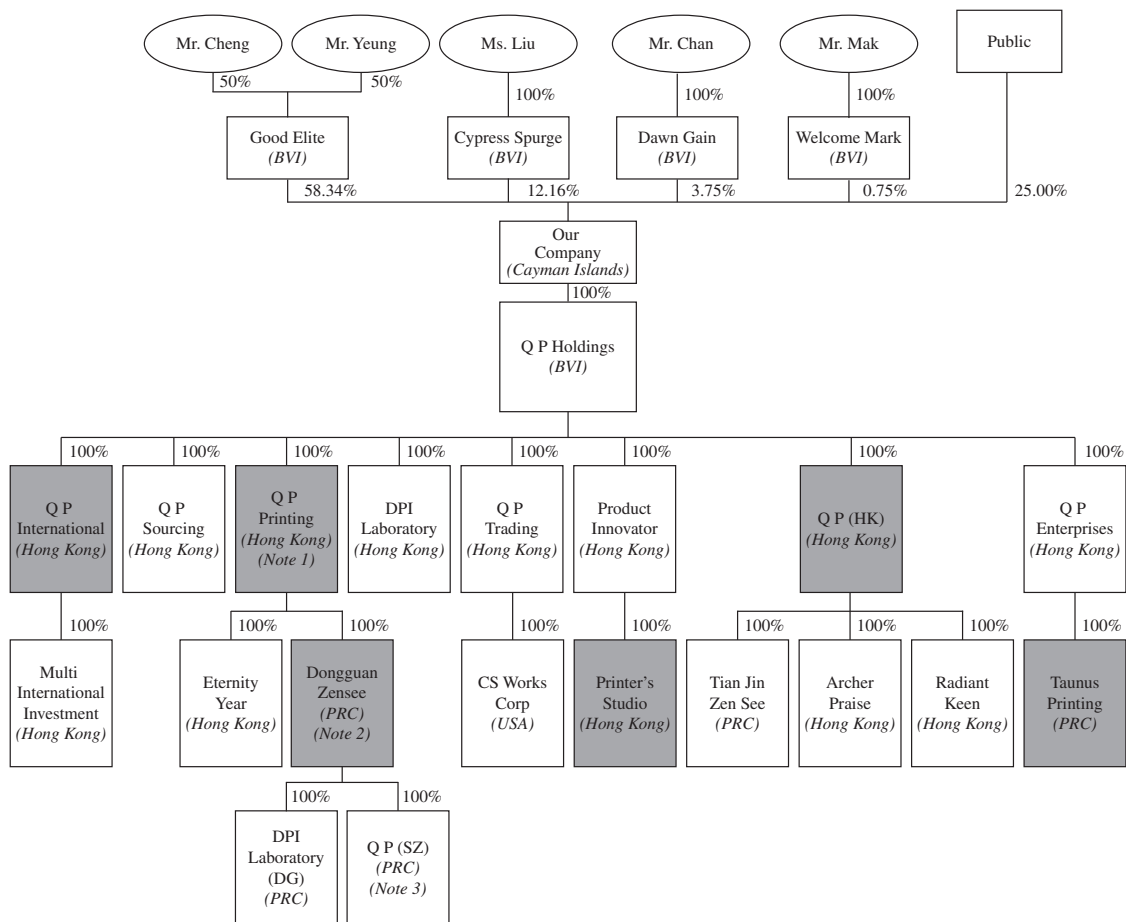 Mr. Cheng
Mr. Yeung
Ms. Liu
Mr. Chan
Mr. Mak
Public
50%
50%
100%
100%
100%
Good Elite
(BVI)
Cypress Spurge
(BVI)
Dawn Gain
(BVI)
Welcome Mark
(BVI)
58.34%
12.16%
3.75%
0.75%
25.00%
Our
Company
(Cayman Islands)
100%
Q P Holdings
(BVI)
100%
100%
100%
100%
100%
100%
100%
100%
Q P
International
(Hong Kong)
Q P
Sourcing
(Hong Kong)
Q P
Printing
(Hong Kong)
(Note 1)
DPI
Laboratory
(Hong Kong)
Q P
Trading
(Hong Kong)
Product
Innovator
(Hong Kong)
Q P (HK)
(Hong Kong)
Q P
Enterprises
(Hong Kong)
100%
100%
100%
100%
100%
100%
100%
100%
100%
Multi
International
Investment
(Hong Kong)
Eternity
Year
(Hong Kong)
Dongguan
Zensee
(PRC)
(Note 2)
CS Works
Corp
(USA)
Printer's
Studio
(Hong Kong)
Tian Jin
Zen See
(PRC)
Archer
Praise
(Hong Kong)
Radiant
Keen
(Hong Kong)
Taunus
Printing
(PRC)
100%
100%
DPI
Laboratory
(DG)
(PRC)
Q P (SZ)
(PRC)
(Note 3)